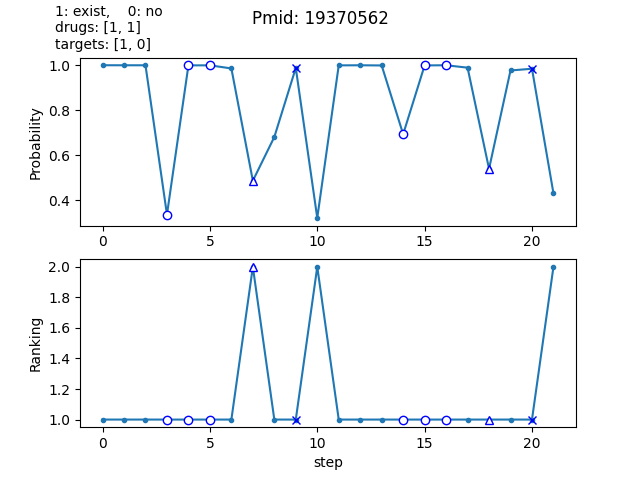 1: exist,    0: no
drugs: [1, 1]
targets: [1, 0]
Pmid: 19370562
1.0
0.8
0.6
0.4
Probability
0 5 10 15 20
2.0
1.8
1.6
1.4
1.2
1.0
Ranking
0 5 10 15 20
step